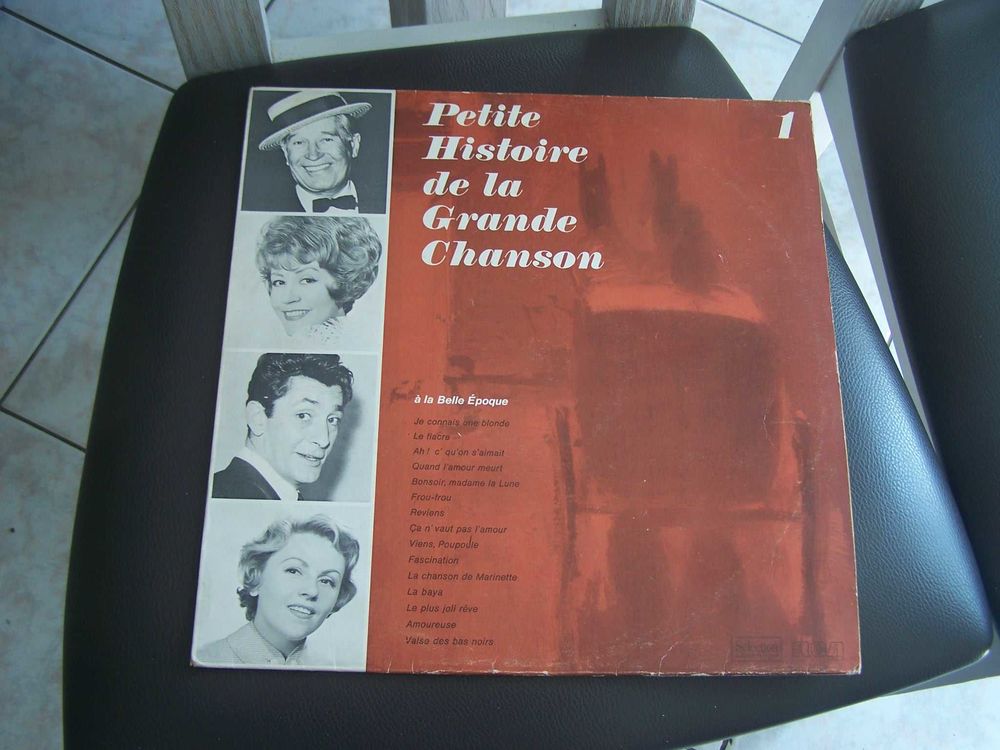 Petite
Histoire
de la
Grande
Chanson
1
à la Belle Époque
Je connais une blonde
Le fiacre
Ah! c' qu'on s'aimait
Quand l'amour meurt
Bonsoir, madame la Lune
Frou-frou
Reviens
Ça n' vaut pas l'amour
Viens, Poupoule
Fascination
La chanson de Marinette
La baya
Le plus joli rêve
Amoureuse
Valse des bas noirs
Sélection